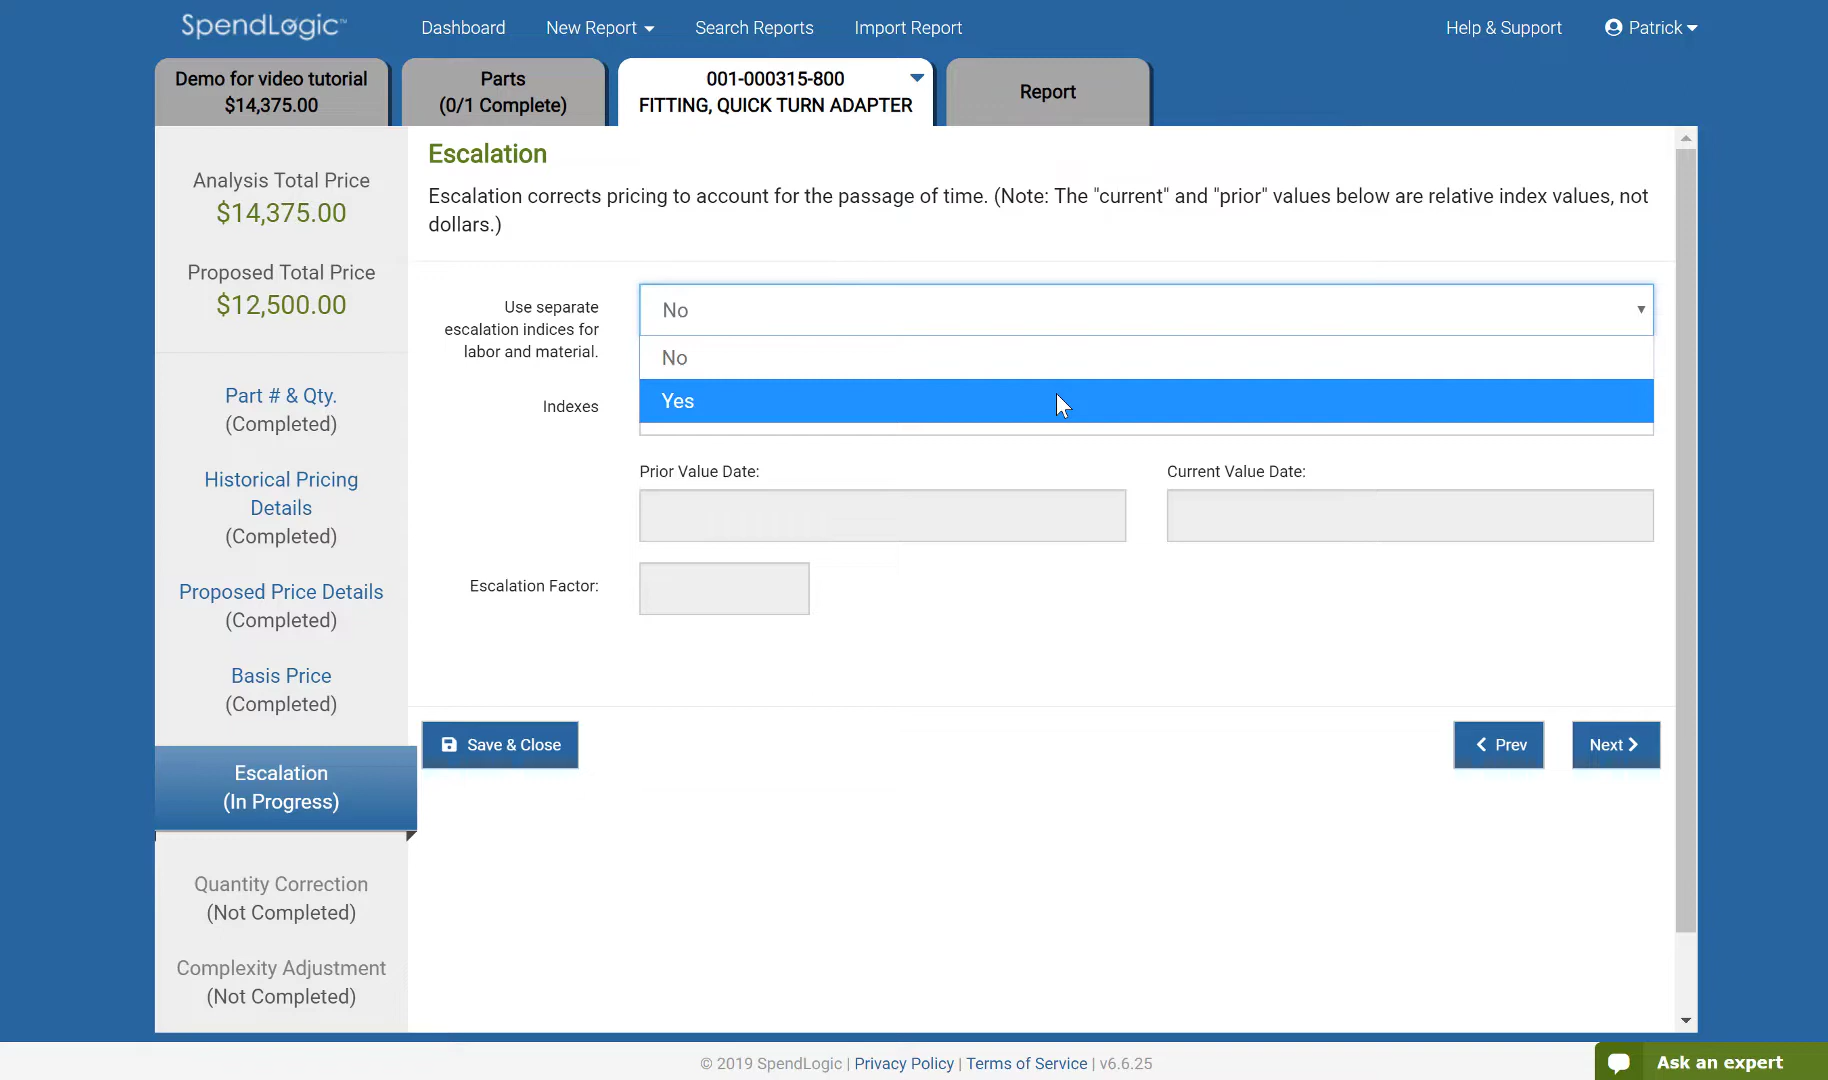 SpendLogic™
Dashboard
New Report
Search Reports
Import Report
Help & Support
Patrick
Demo for video tutorial
$14,375.00
Parts
(0/1 Complete)
001-000315-800
FITTING, QUICK TURN ADAPTER
Report
Analysis Total Price
$14,375.00
Proposed Total Price
$12,500.00
Part # & Qty.
(Completed)
Historical Pricing
Details
(Completed)
Proposed Price Details
(Completed)
Basis Price
(Completed)
Escalation
(In Progress)
Quantity Correction
(Not Completed)
Complexity Adjustment
(Not Completed)
Escalation
Escalation corrects pricing to account for the passage of time. (Note: The "current" and "prior" values below are relative index values, not
dollars.)
Use separate
escalation indices for
labor and material.
No
No
Yes
Indexes
Prior Value Date:
Current Value Date:
Escalation Factor:
Save & Close
Prev
Next
© 2019 SpendLogic | Privacy Policy | Terms of Service | v6.6.25
Ask an expert